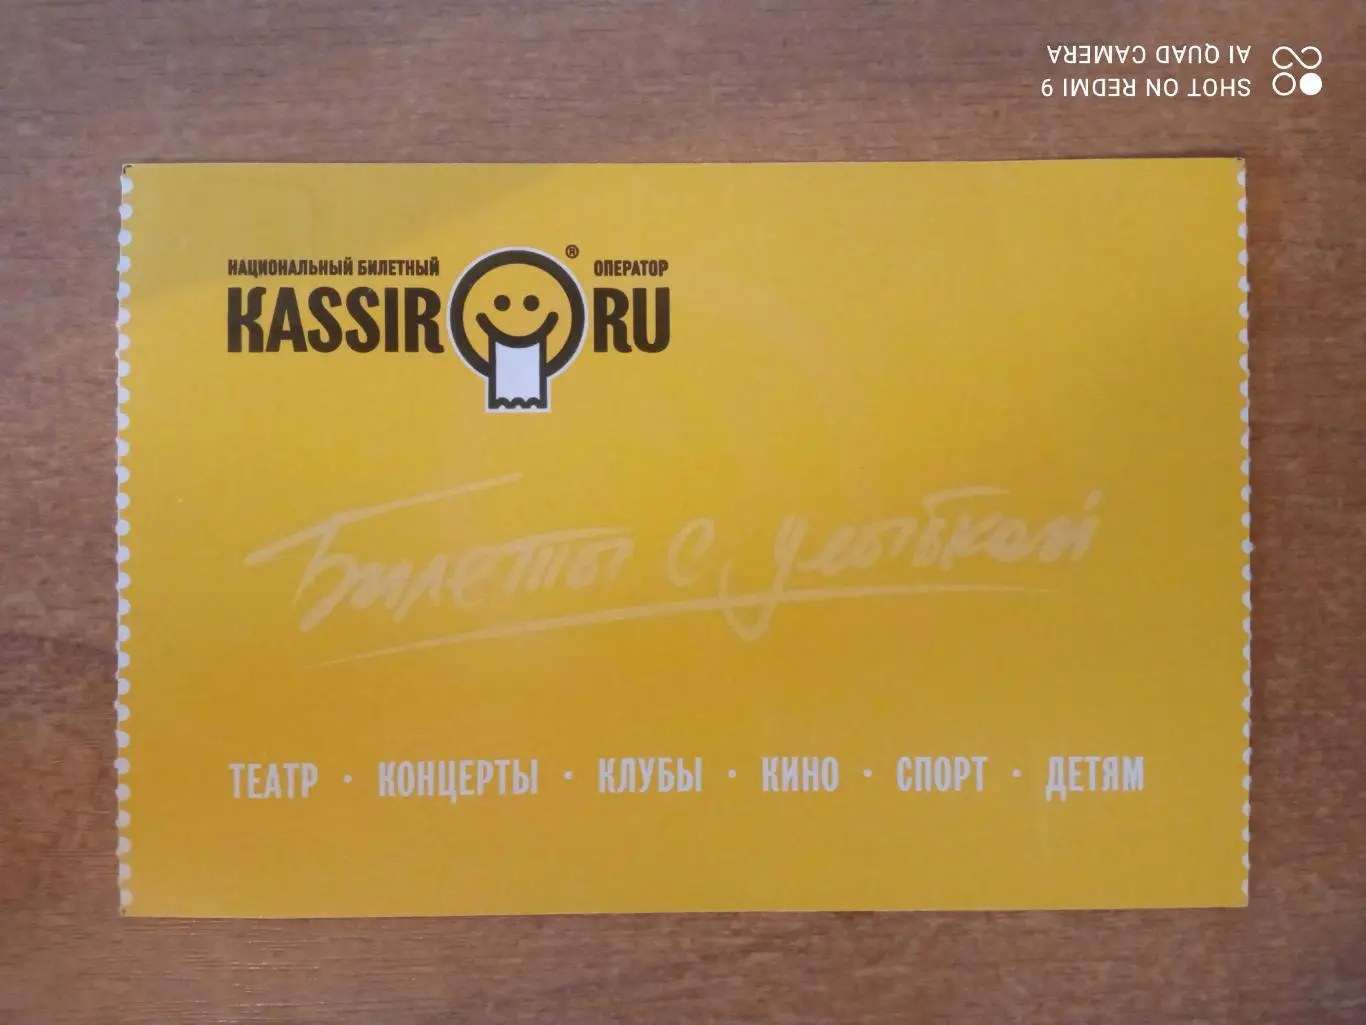 SHOT ON REDMI 9
AI QUAD CAMERA
НАЦИОНАЛЬНЫЙ БИЛЕТНЫЙ ® ОПЕРАТОР
KASSIR RU
Билеты с улыбкой
ТЕАТР · КОНЦЕРТЫ · КЛУБЫ · КИНО · СПОРТ · ДЕТЯМ